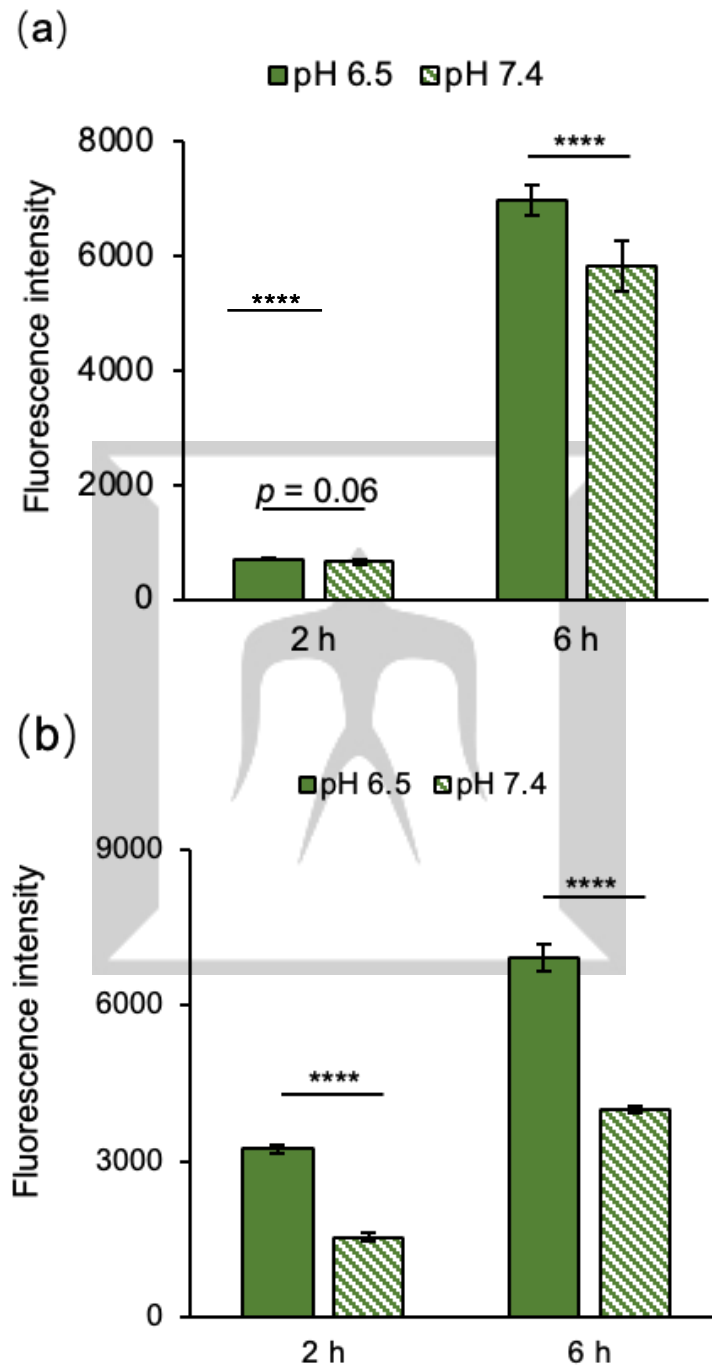 (a)
pH 6.5 pH 7.4
8000
6000
4000
2000
0
Fluorescence intensity
****
****
p = 0.06
2 h 6 h
(b)
pH 6.5 pH 7.4
9000
6000
3000
0
Fluorescence intensity
****
****
2 h 6 h